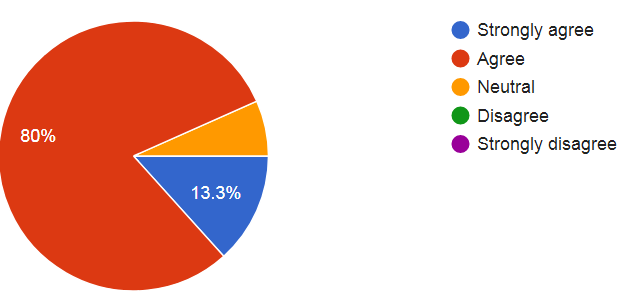 Strongly agree
Agree
Neutral
Disagree
Strongly disagree
80%
13.3%